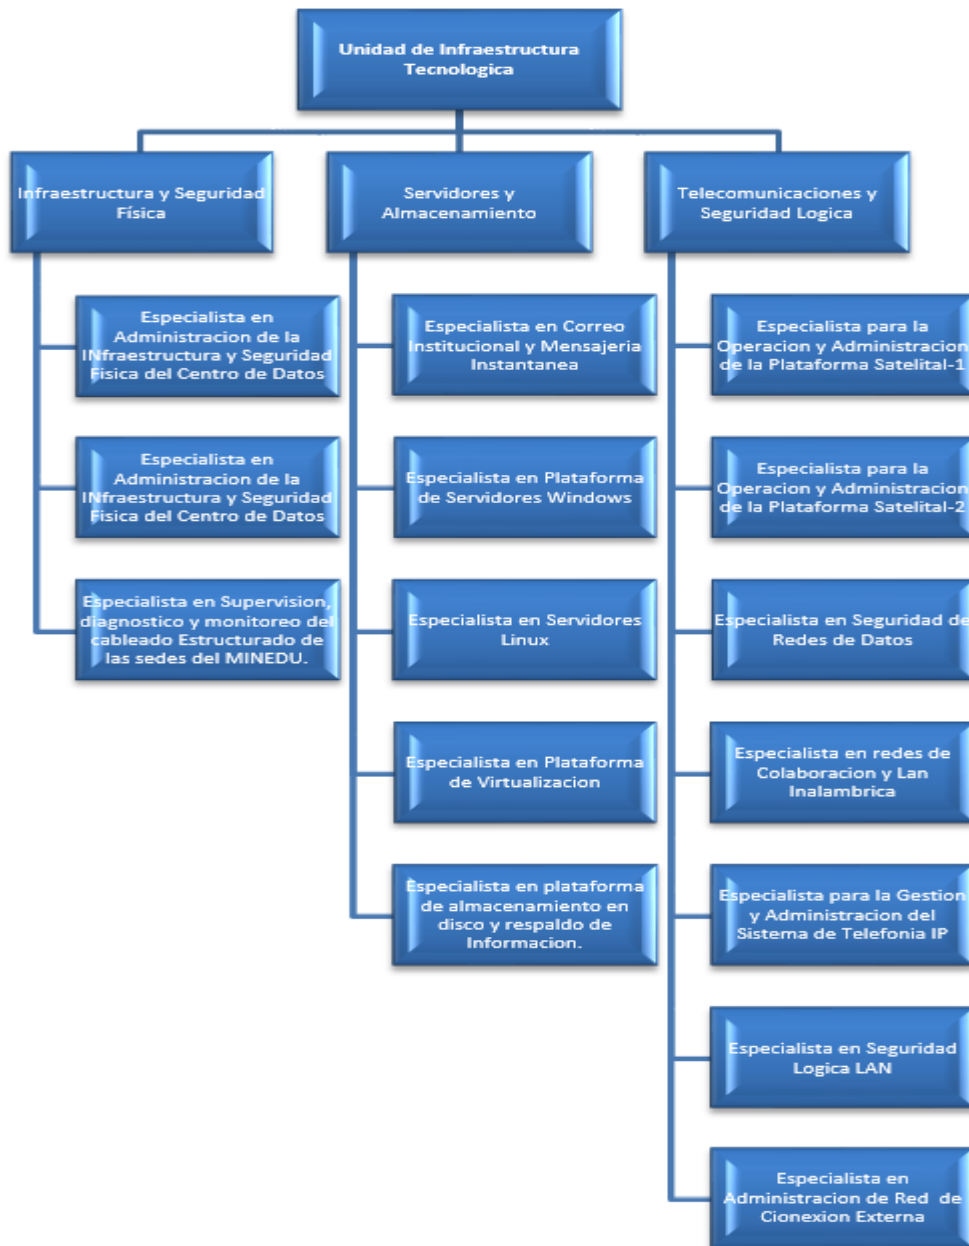 Unidad de Infraestructura
Tecnologica
Infraestructura y Seguridad
Física
Especialista en
Administracion de la
INfraestructura y Seguridad
Fisica del Centro de Datos
Especialista en
Administracion de la
INfraestructura y Seguridad
Fisica del Centro de Datos
Especialista en Supervision,
diagnostico y monitoreo del
cableado Estructurado de
las sedes del MINEDU.
Servidores y
Almacenamiento
Especialista en Correo
Institucional y Mensajeria
Instantanea
Especialista en Plataforma
de Servidores Windows
Especialista en Servidores
Linux
Especialista en Plataforma
de Virtualizacion
Especialista en plataforma
de almacenamiento en
disco y respaldo de
Informacion.
Telecomunicaciones y
Seguridad Logica
Especialista para la
Operacion y Administracion
de la Plataforma Satelital-1
Especialista para la
Operacion y Administracion
de la Plataforma Satelital-2
Especialista en Seguridad de
Redes de Datos
Especialista en redes de
Colaboracion y Lan
Inalambrica
Especialista para la Gestion
y Administracion del
Sistema de Telefonia IP
Especialista en Seguridad
Logica LAN
Especialista en
Administracion de Red  de
Cionexion Externa